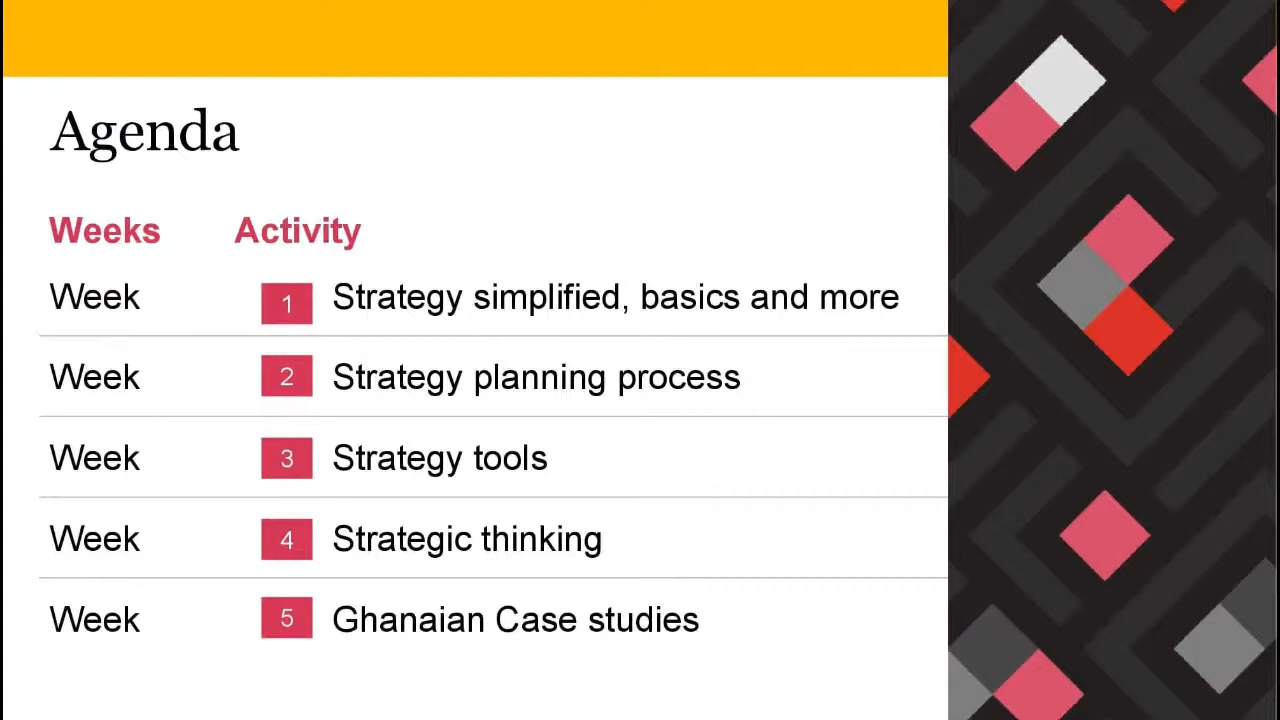 Agenda
Weeks Activity
Week 1 Strategy simplified, basics and more
Week 2 Strategy planning process
Week 3 Strategy tools
Week 4 Strategic thinking
Week 5 Ghanaian Case studies